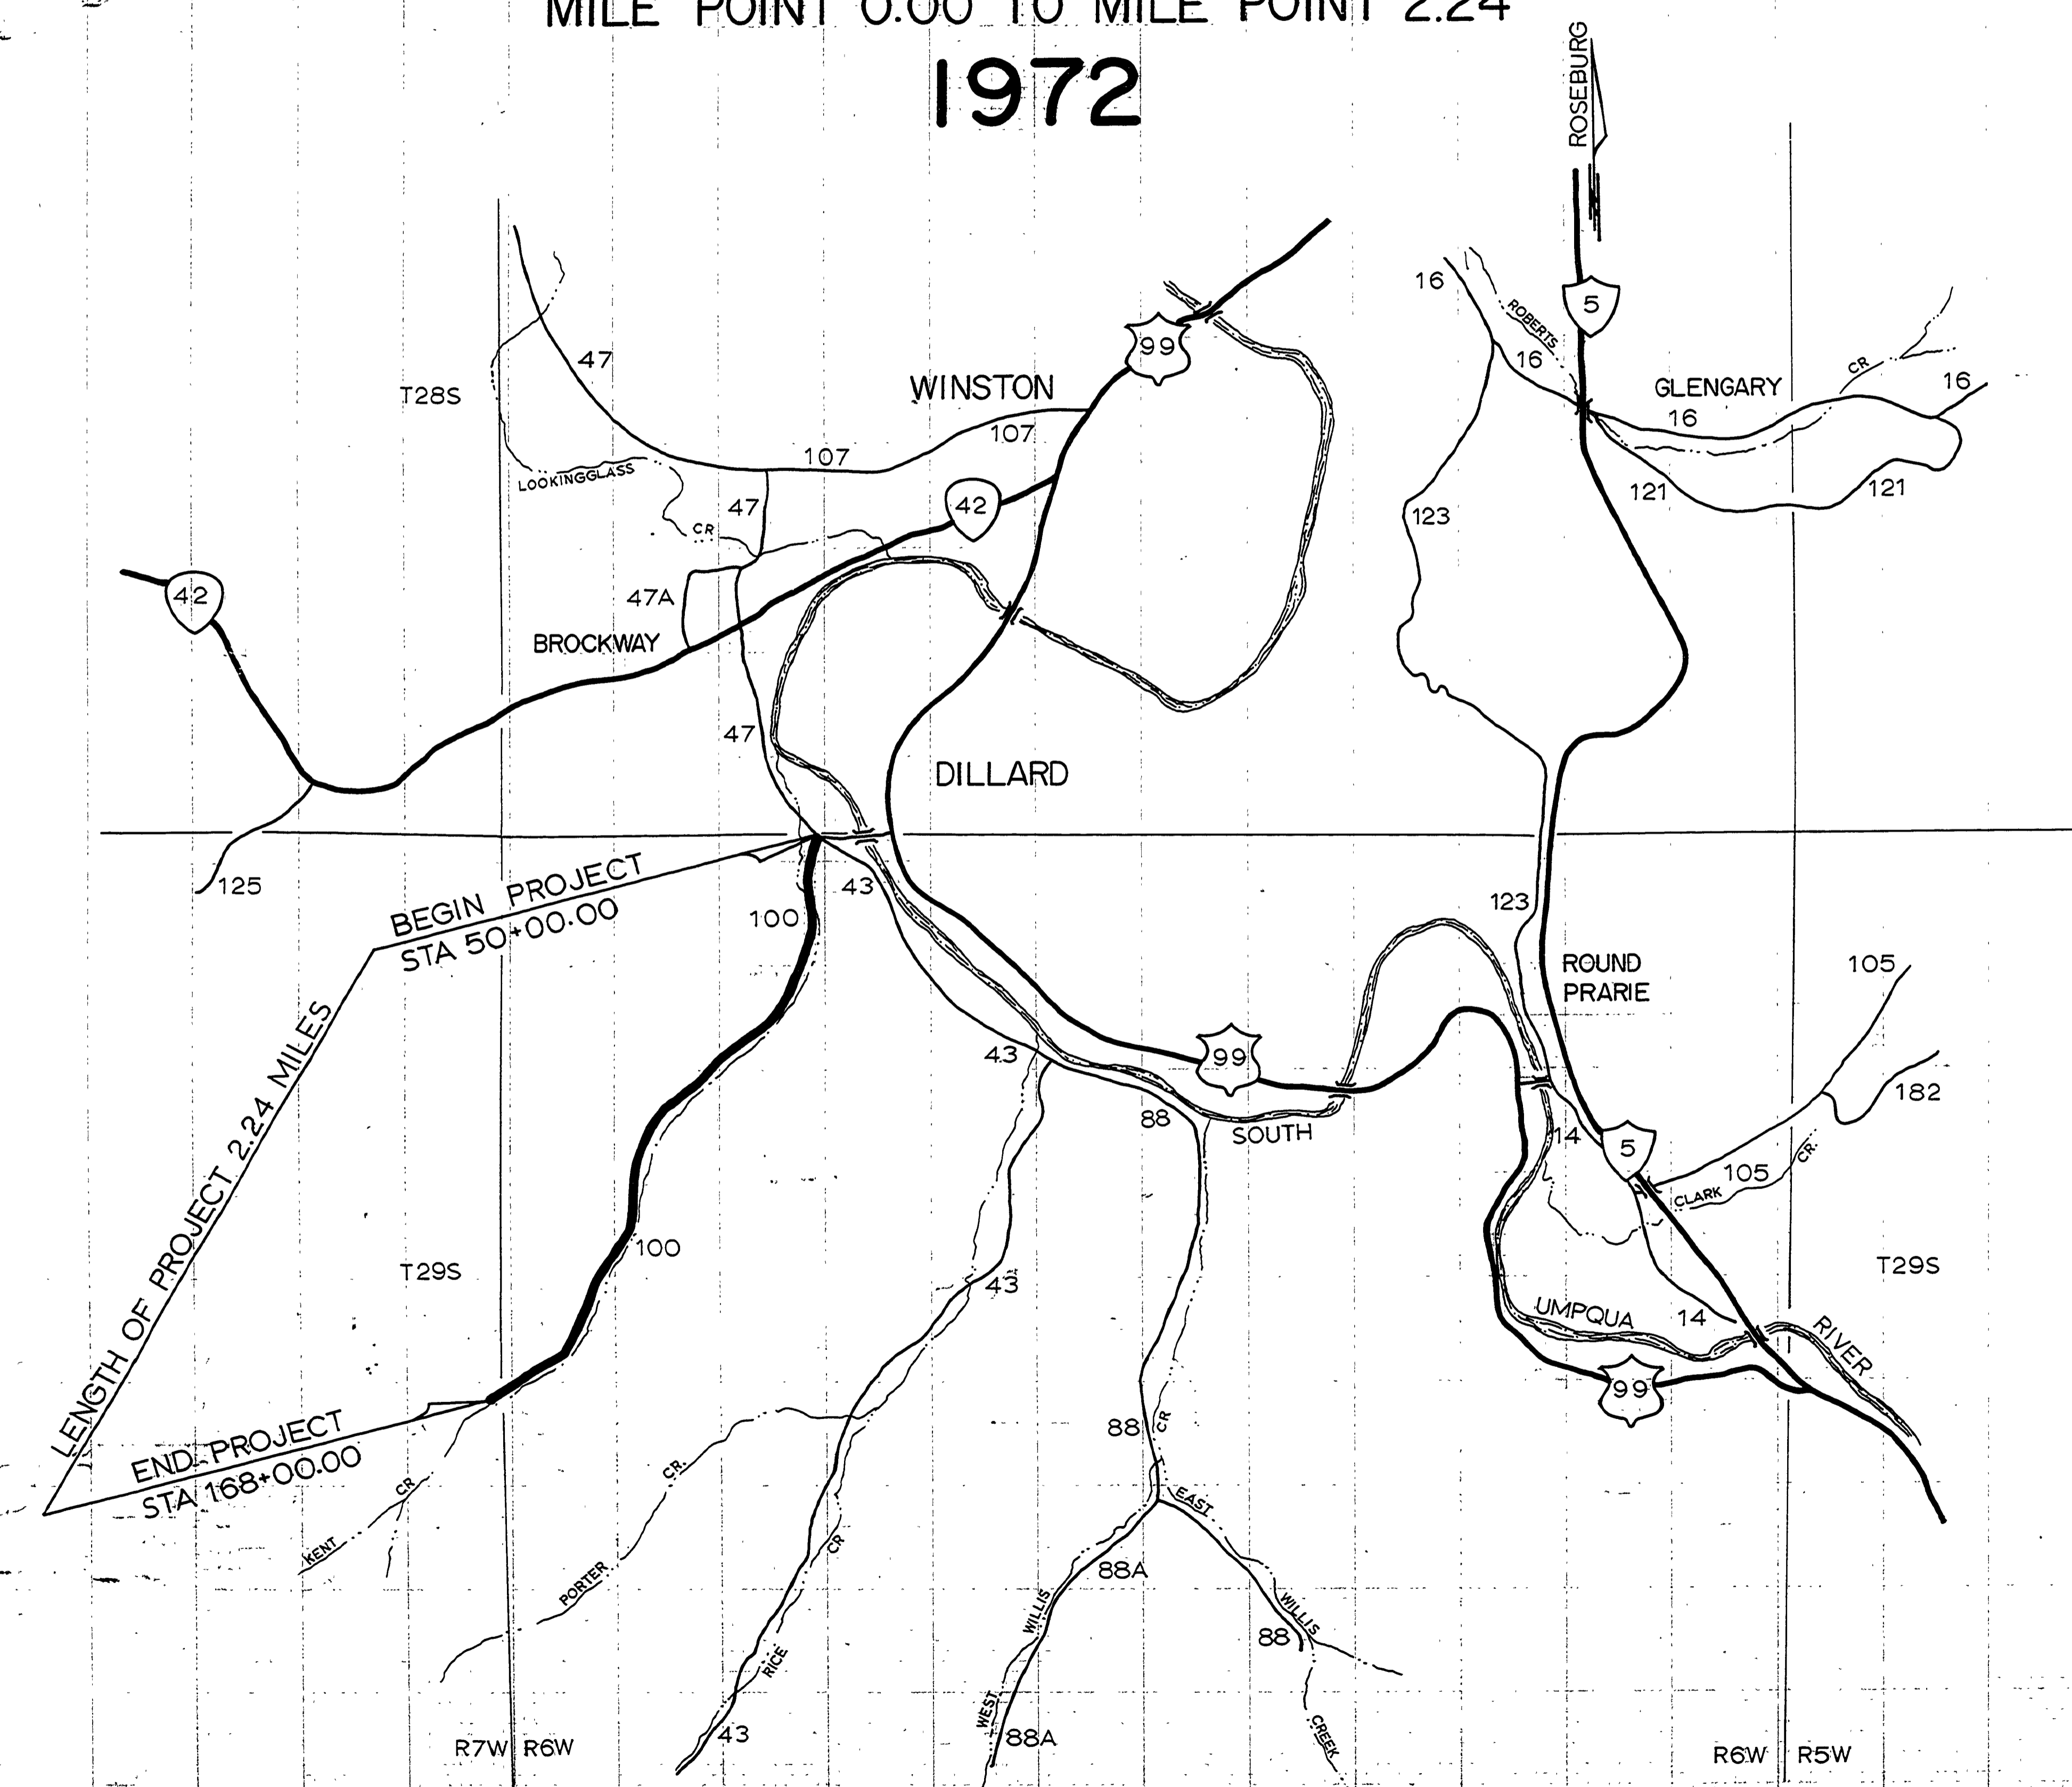 MILE POINT 0.00 TO MILE POINT 2.24
1972
ROSEBURG
5
16
ROBERTS
16
99
47
T28S
WINSTON
107
107
GLENGARY
CR
16
16
LOOKINGGLASS
47
42
CR
121
121
123
42
47A
BROCKWAY
47
DILLARD
125
BEGIN PROJECT
STA 50+00.00
43
100
123
ROUND
PRARIE
105
LENGTH OF PROJECT 2.24 MILES
43
99
88
SOUTH
182
14
5
105
CR.
CLARK
100
T29S
43
T29S
UMPQUA
14
RIVER
99
END PROJECT
STA 168+00.00
88
CR
CR.
CR
KENT
EAST
CR
PORTER
88A
WILLIS
WILLIS
88
RICE
WEST
43
88A
CREEK
R7W R6W
R6W R5W